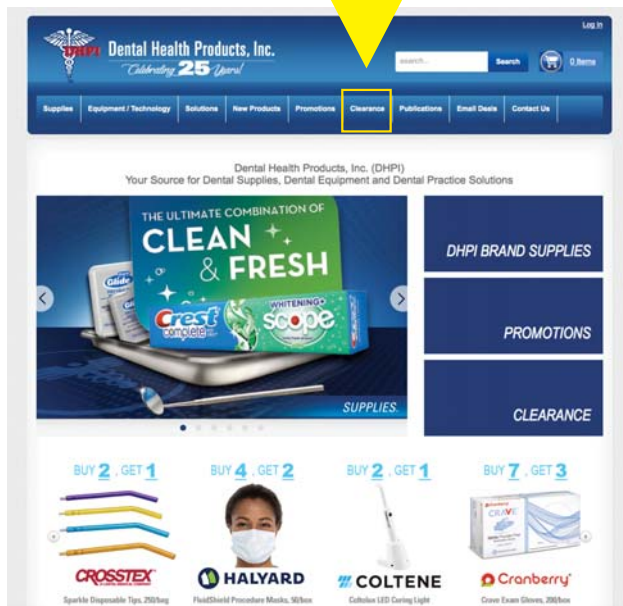 Log In
DHPI Dental Health Products, Inc.
Celebrating 25 Years!
search...
Search
0 Items
Supplies Equipment / Technology Solutions New Products Promotions Clearance Publications Email Deals Contact Us
Dental Health Products, Inc. (DHPI)
Your Source for Dental Supplies, Dental Equipment and Dental Practice Solutions
THE ULTIMATE COMBINATION OF
CLEAN
& FRESH
Glide
Crest
complete
WHITENING+
scope
SUPPLIES.
DHPI BRAND SUPPLIES
PROMOTIONS
CLEARANCE
BUY 2, GET 1
BUY 4, GET 2
BUY 2, GET 1
BUY 7, GET 3
Cranberry
CRAVE
CROSSTEX
HALYARD
COLTENE
Cranberry
Sparkle Disposable Tips, 250/bag
FluidShield Procedure Masks, 50/box
Coltolux LED Curing Light
Crave Exam Gloves, 200/box